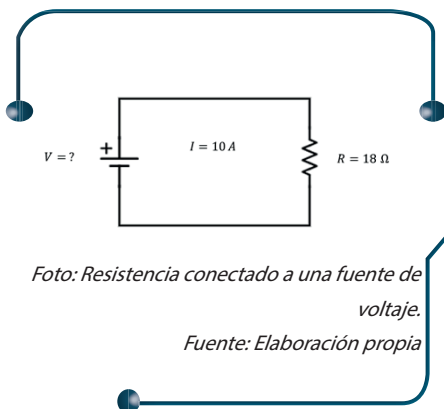 V = ?
+
I = 10 A
R = 18 Ω
Foto: Resistencia conectado a una fuente de
voltaje.
Fuente: Elaboración propia